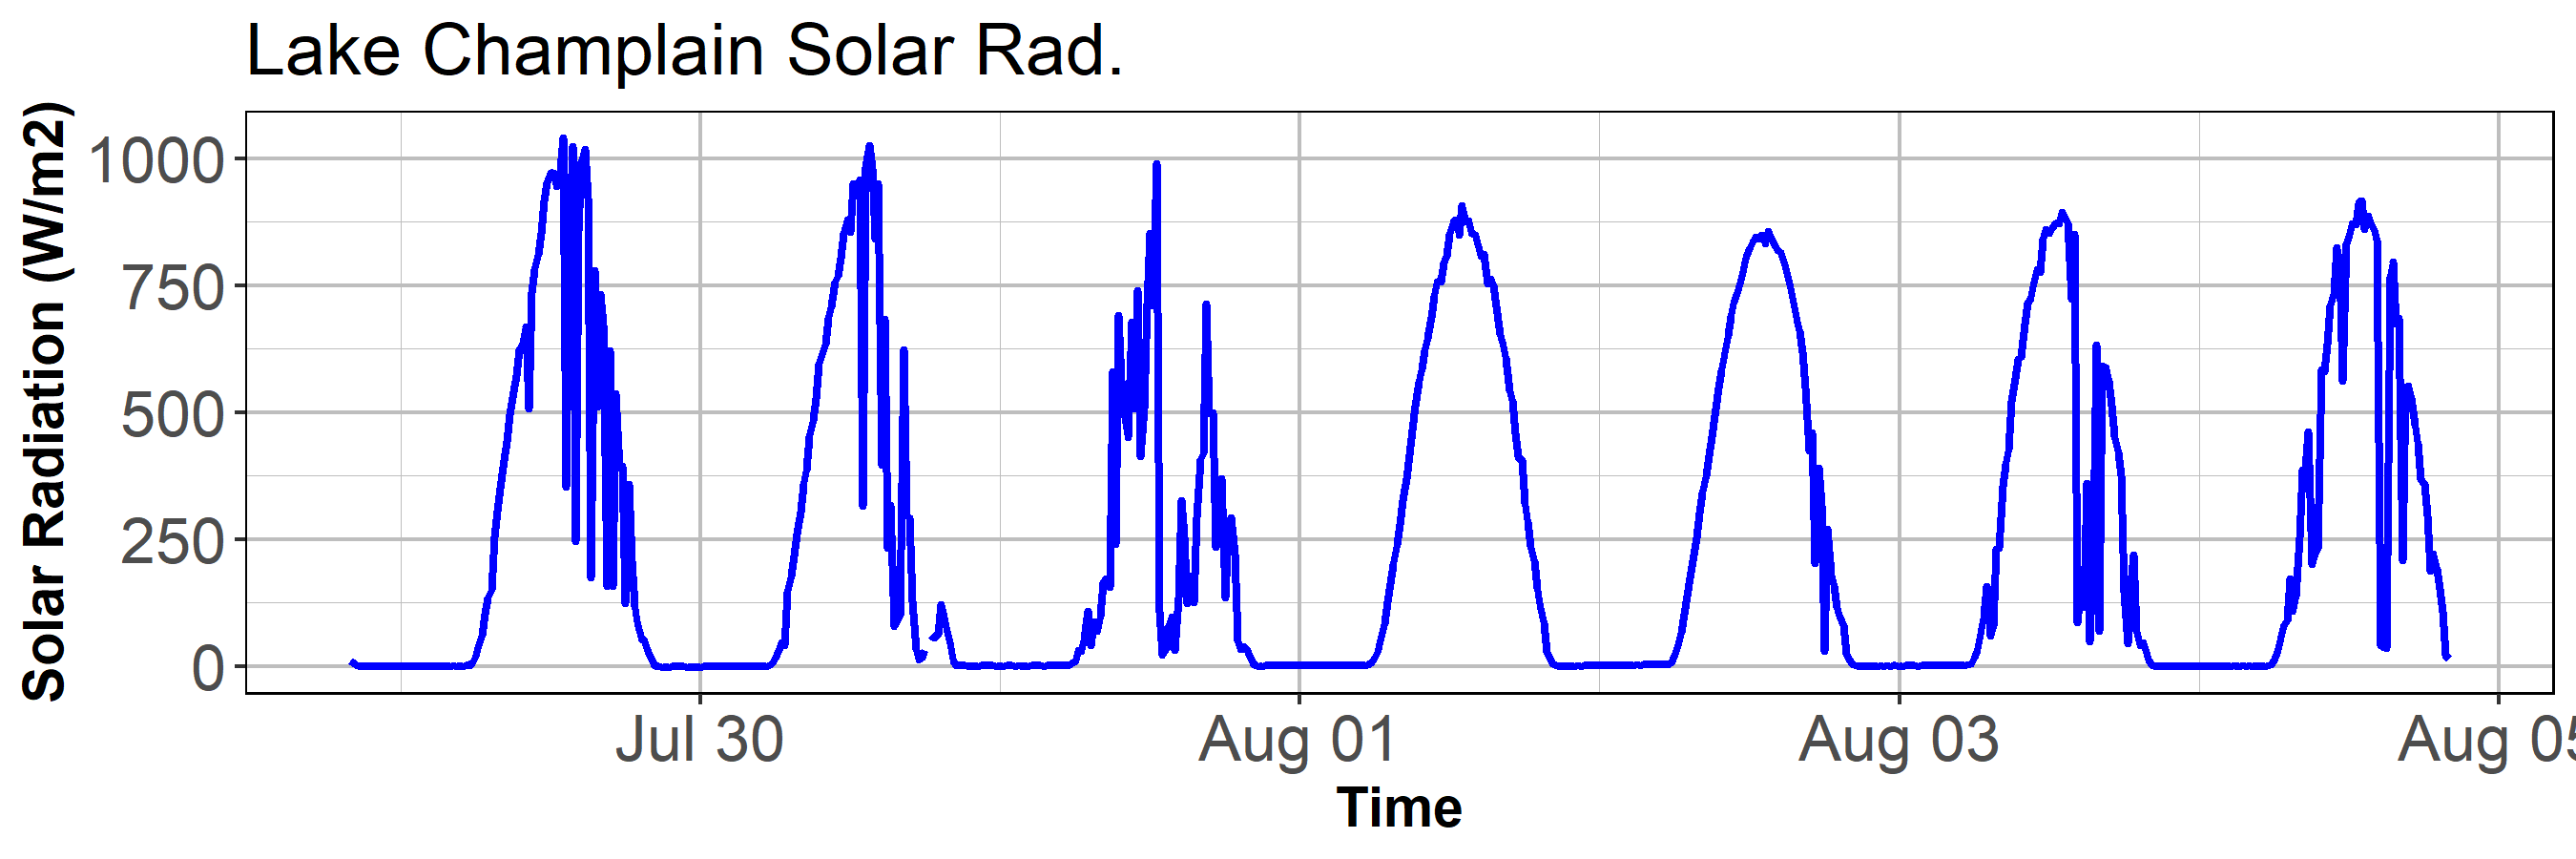 Lake Champlain Solar Rad.
Solar Radiation (W/m2)
1000
750
500
250
0
Jul 30 Aug 01 Aug 03 Aug 05
Time